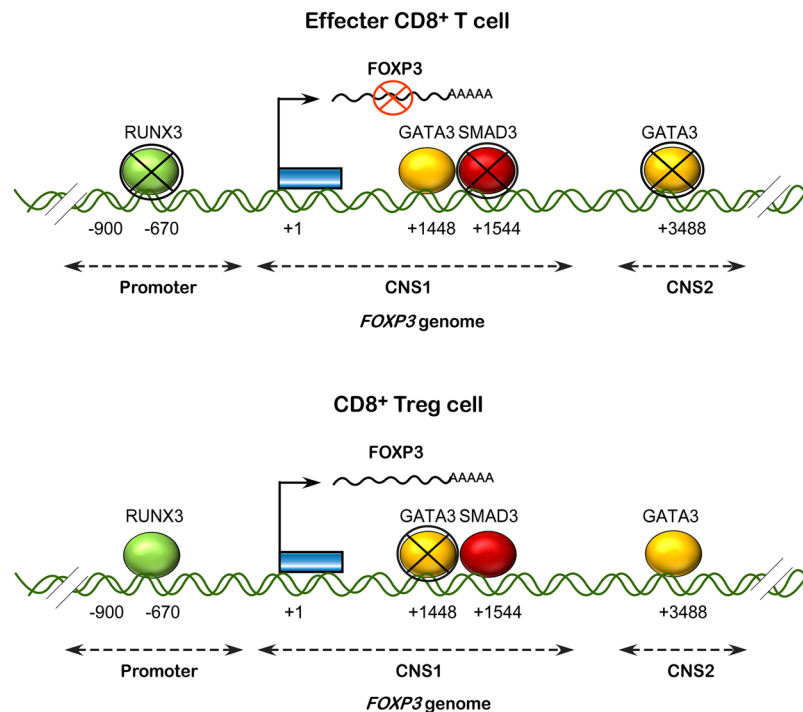 Effecter CD8+ T cell
FOXP3
AAAAA
RUNX3 GATA3 SMAD3 GATA3
-900 -670 +1 +1448 +1544 +3488
Promoter CNS1 CNS2
FOXP3 genome
CD8+ Treg cell
FOXP3
AAAAA
RUNX3 GATA3 SMAD3 GATA3
-900 -670 +1 +1448 +1544 +3488
Promoter CNS1 CNS2
FOXP3 genome